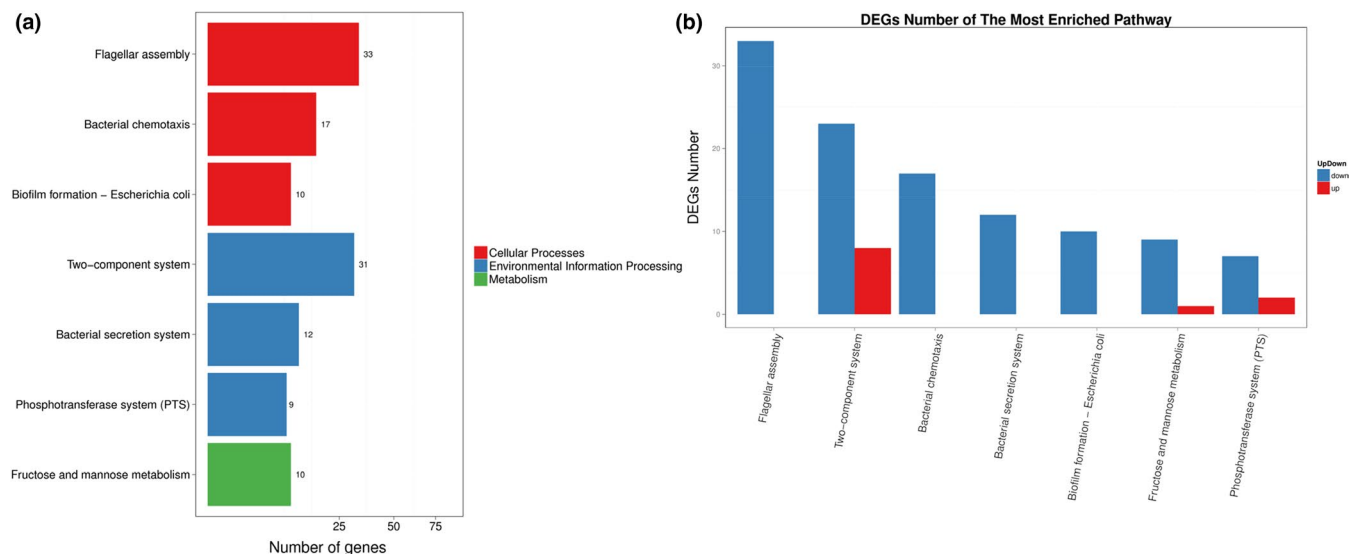 (a)
Flagellar assembly
33
Bacterial chemotaxis
17
Biofilm formation − Escherichia coli
10
Two−component system
31
Bacterial secretion system
12
Phosphotransferase system (PTS)
9
Fructose and mannose metabolism
10
25 50 75
Number of genes
Cellular Processes
Environmental Information Processing
Metabolism
(b)
DEGs Number of The Most Enriched Pathway
DEGs Number
30
20
10
0
Flagellar assembly
Two−component system
Bacterial chemotaxis
Bacterial secretion system
Biofilm formation − Escherichia coli
Fructose and mannose metabolism
Phosphotransferase system (PTS)
UpDown
down
up